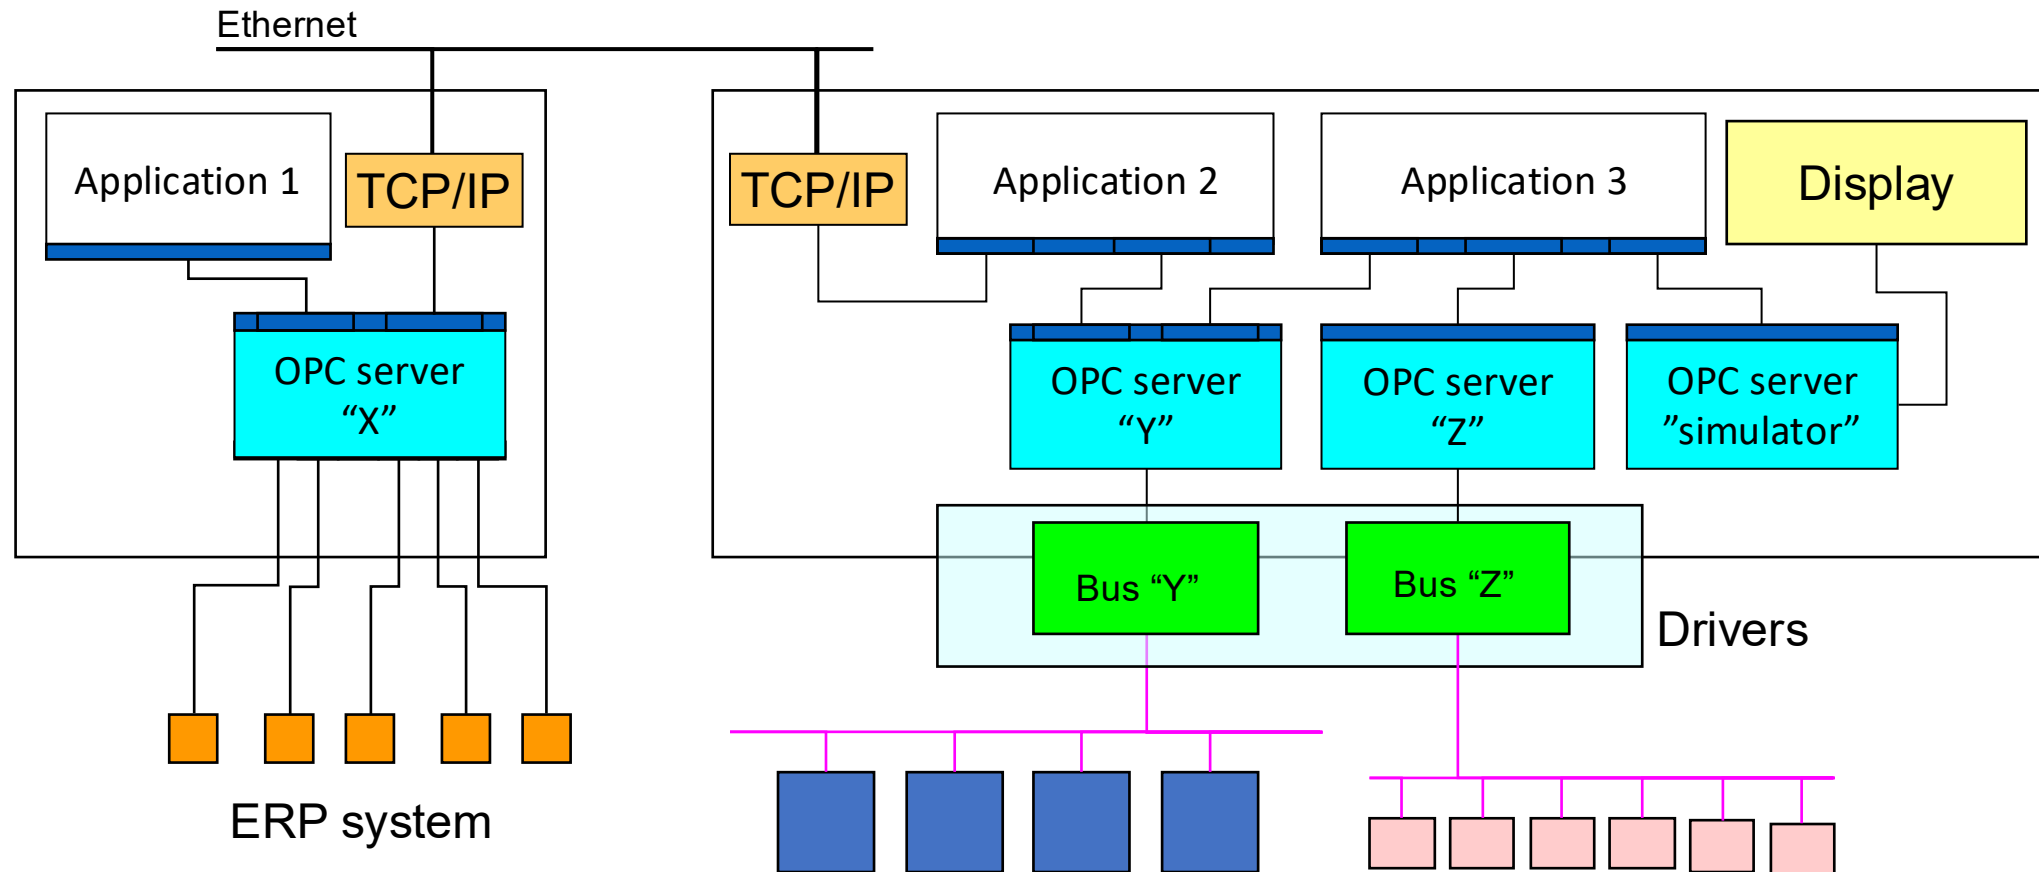 Ethernet
Application 1
TCP/IP
TCP/IP
Application 2
Application 3
Display
OPC server
“X”
OPC server
“Y”
OPC server
“Z”
OPC server
”simulator”
Bus “Y”
Bus “Z”
Drivers
ERP system